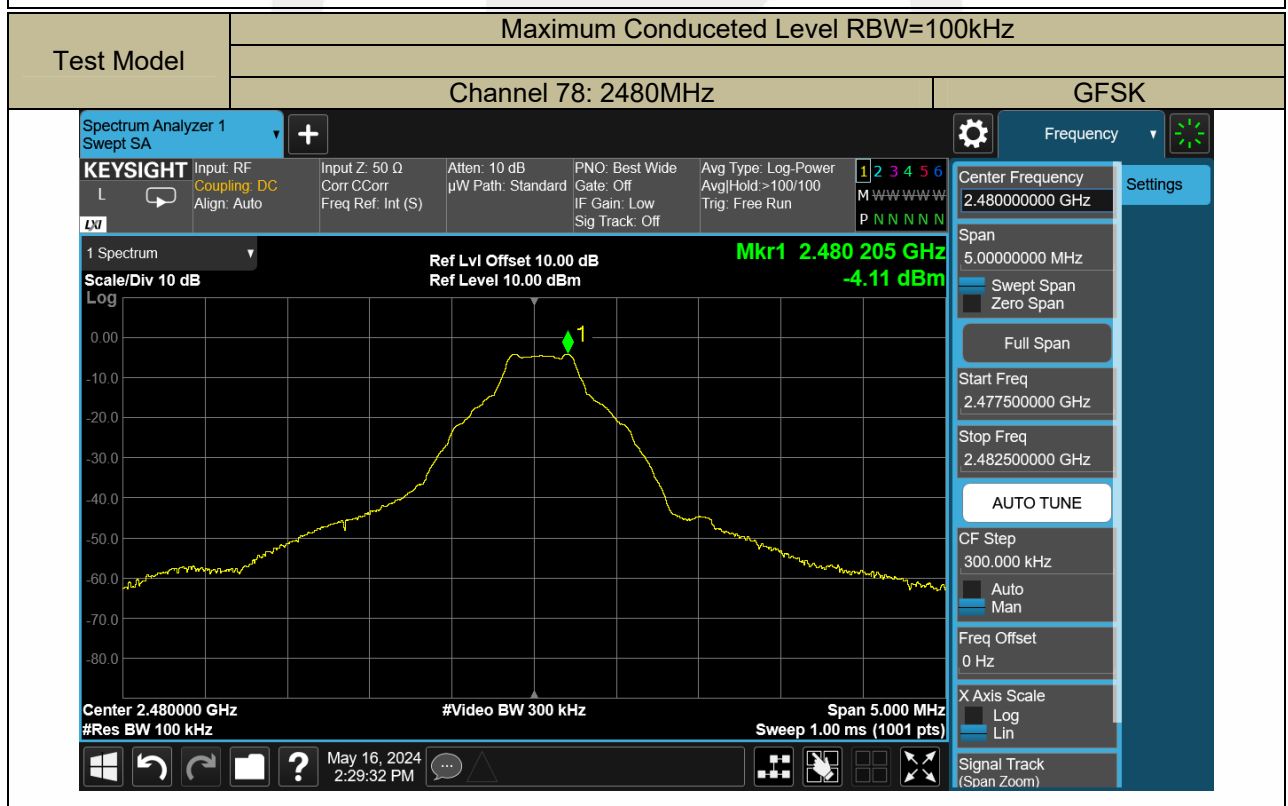 Maximum Conduceted Level RBW=100kHz
Test Model
Channel 78: 2480MHz
GFSK
Spectrum Analyzer 1
Swept SA
Frequency
KEYSIGHT
L
LXI
Input: RF
Coupling: DC
Align: Auto
Input Z: 50 Ω
Corr CCorr
Freq Ref: Int (S)
Atten: 10 dB
µW Path: Standard
PNO: Best Wide
Gate: Off
IF Gain: Low
Sig Track: Off
Avg Type: Log-Power
Avg|Hold:>100/100
Trig: Free Run
1 2 3 4 5 6
M W W W W W
P N N N N N
1 Spectrum
Scale/Div 10 dB
Log
Ref Lvl Offset 10.00 dB
Ref Level 10.00 dBm
Mkr1 2.480 205 GHz
-4.11 dBm
1
0.00
-10.0
-20.0
-30.0
-40.0
-50.0
-60.0
-70.0
-80.0
Center 2.480000 GHz
#Res BW 100 kHz
#Video BW 300 kHz
Span 5.000 MHz
Sweep 1.00 ms (1001 pts)
May 16, 2024
2:29:32 PM
Center Frequency
2.480000000 GHz
Settings
Span
5.00000000 MHz
Swept Span
Zero Span
Full Span
Start Freq
2.477500000 GHz
Stop Freq
2.482500000 GHz
AUTO TUNE
CF Step
300.000 kHz
Auto
Man
Freq Offset
0 Hz
X Axis Scale
Log
Lin
Signal Track
(Span Zoom)